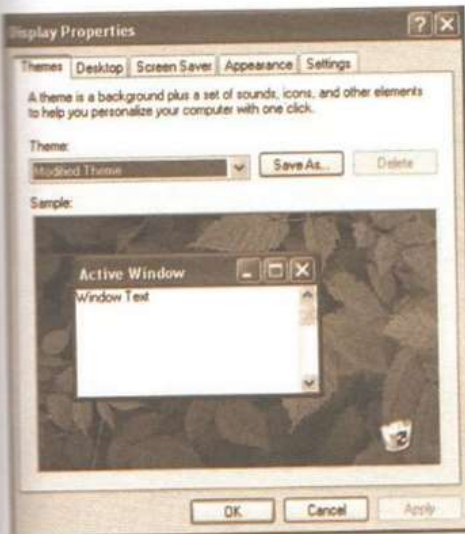 Display Properties
Themes Desktop Screen Saver Appearance Settings
A theme is a background plus a set of sounds, icons, and other elements
to help you personalize your computer with one click.
Theme:
Modified Theme Save As... Delete
Sample:
Active Window
Window Text
OK Cancel Apply